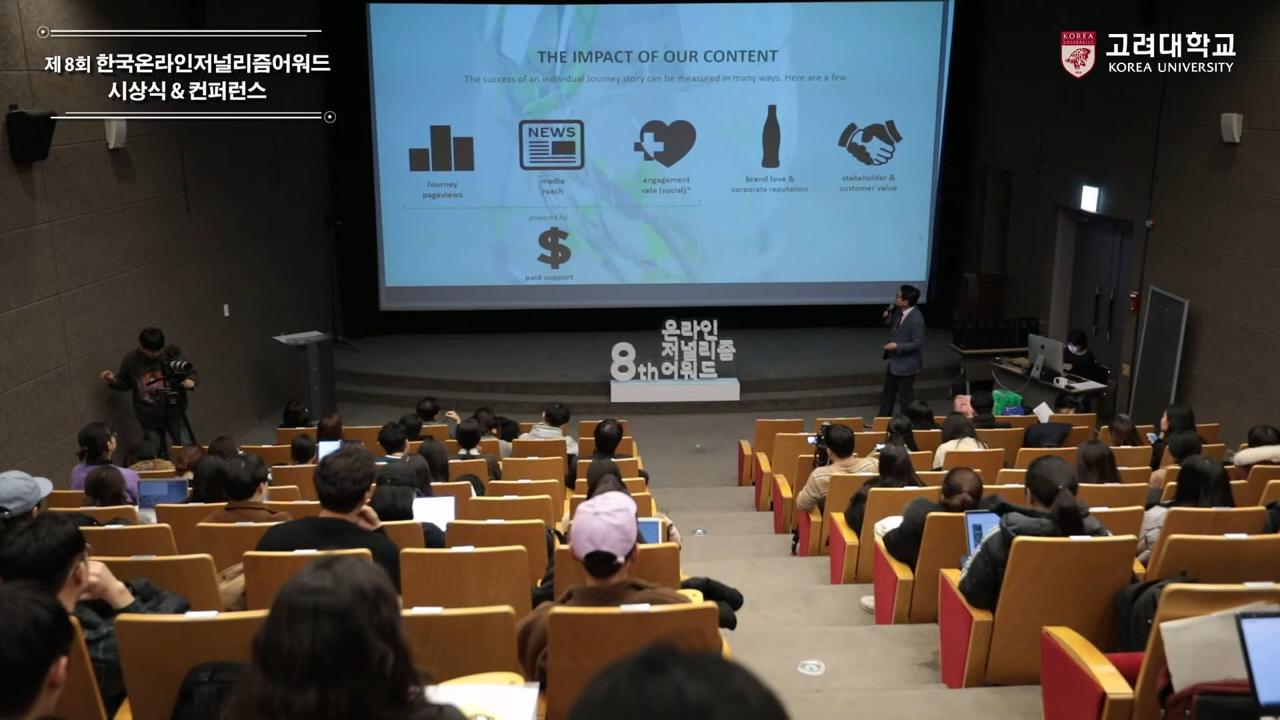 제 8회 한국온라인저널리즘어워드
시상식 & 컨퍼런스
KOREA
UNIVERSITY
고려대학교
KOREA UNIVERSITY
THE IMPACT OF OUR CONTENT
The success of an individual Journey story can be measured in many ways. Here are a few:
NEWS
Journey
pageviews
media
reach
engagement
rate (social)*
brand love &
corporate reputation
stakeholder &
customer value
powered by
$
paid support
8th
온라인
저널리즘
어워드